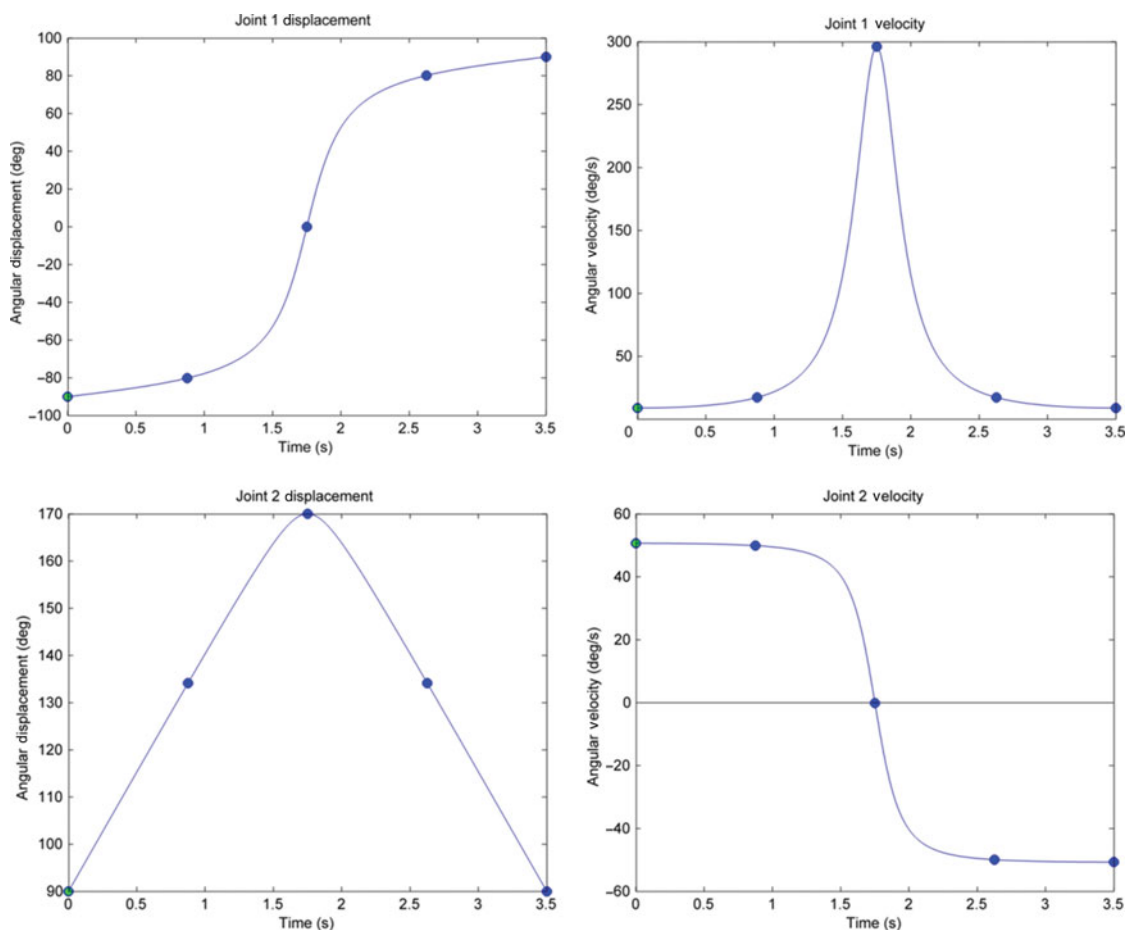 Joint 1 displacement
100
80
60
40
20
0
−20
−40
−60
−80
−100
Angular displacement (deg)
0 0.5 1 1.5 2 2.5 3 3.5
Time (s)
Joint 1 velocity
300
250
200
150
100
50
Angular velocity (deg/s)
0 0.5 1 1.5 2 2.5 3 3.5
Time (s)
Joint 2 displacement
170
160
150
140
130
120
110
100
90
Angular displacement (deg)
0 0.5 1 1.5 2 2.5 3 3.5
Time (s)
Joint 2 velocity
60
40
20
0
−20
−40
−60
Angular velocity (deg/s)
0 0.5 1 1.5 2 2.5 3 3.5
Time (s)